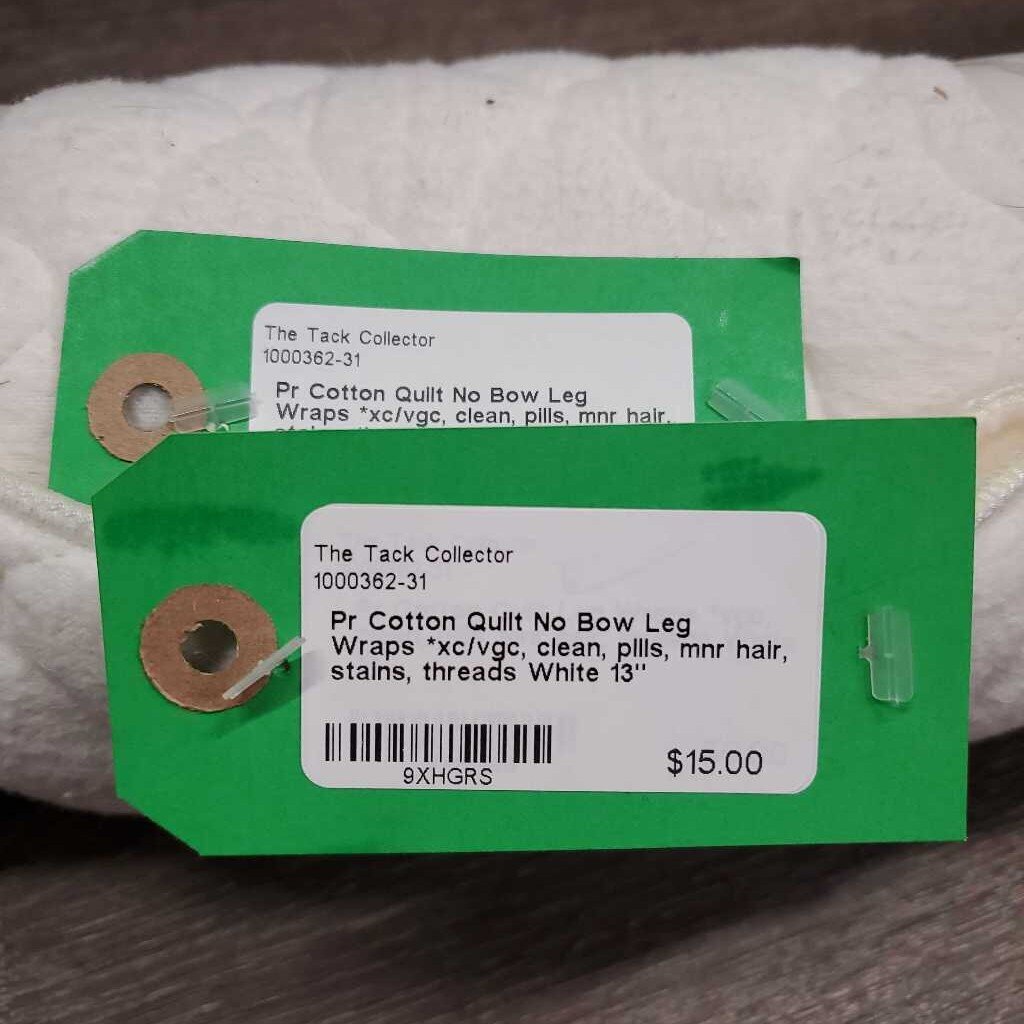 The Tack Collector
1000362-31
Pr Cotton Quilt No Bow Leg
Wraps *xc/vgc, clean, pills, mnr hair,
The Tack Collector
1000362-31
Pr Cotton Quilt No Bow Leg
Wraps *xc/vgc, clean, pills, mnr hair,
stains, threads White 13"
9XHGRS
$15.00